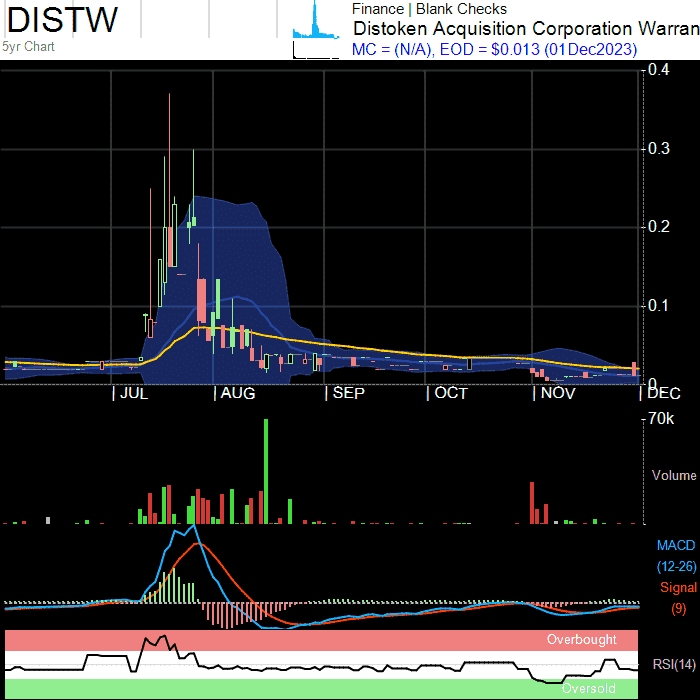 DISTW
5yr Chart
Finance | Blank Checks
Distoken Acquisition Corporation Warran
MC = (N/A), EOD = $0.013 (01Dec2023)
0.4
0.3
0.2
0.1
0
JUL AUG SEP OCT NOV DEC
70k
Volume
MACD
(12-26)
Signal
(9)
Overbought
RSI(14)
Oversold